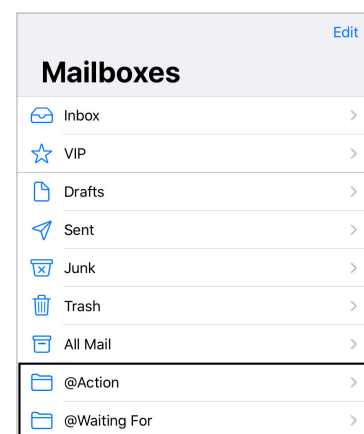 Edit
Mailboxes
Inbox
VIP
Drafts
Sent
Junk
Trash
All Mail
@Action
@Waiting For